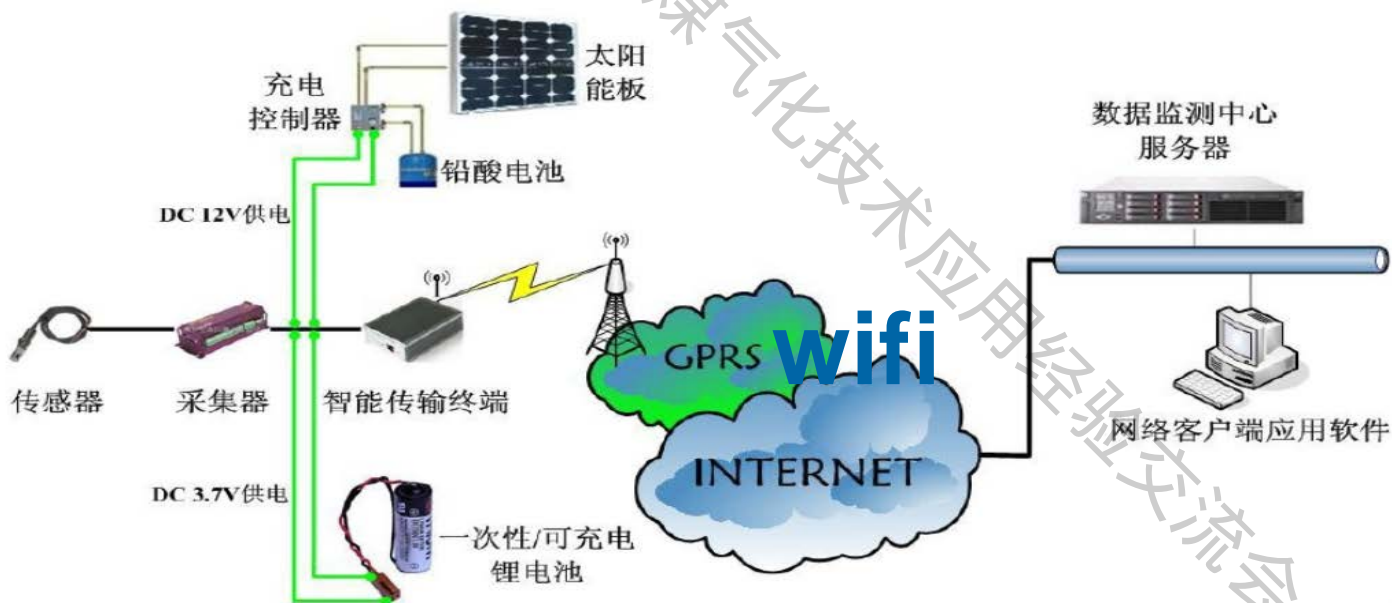 太阳
能板
充电
控制器
铅酸电池
DC 12V供电
数据监测中心
服务器
传感器
采集器
智能传输终端
GPRS
wifi
INTERNET
网络客户端应用软件
DC 3.7V供电
一次性/可充电
锂电池
煤气化技术应用经验交流会